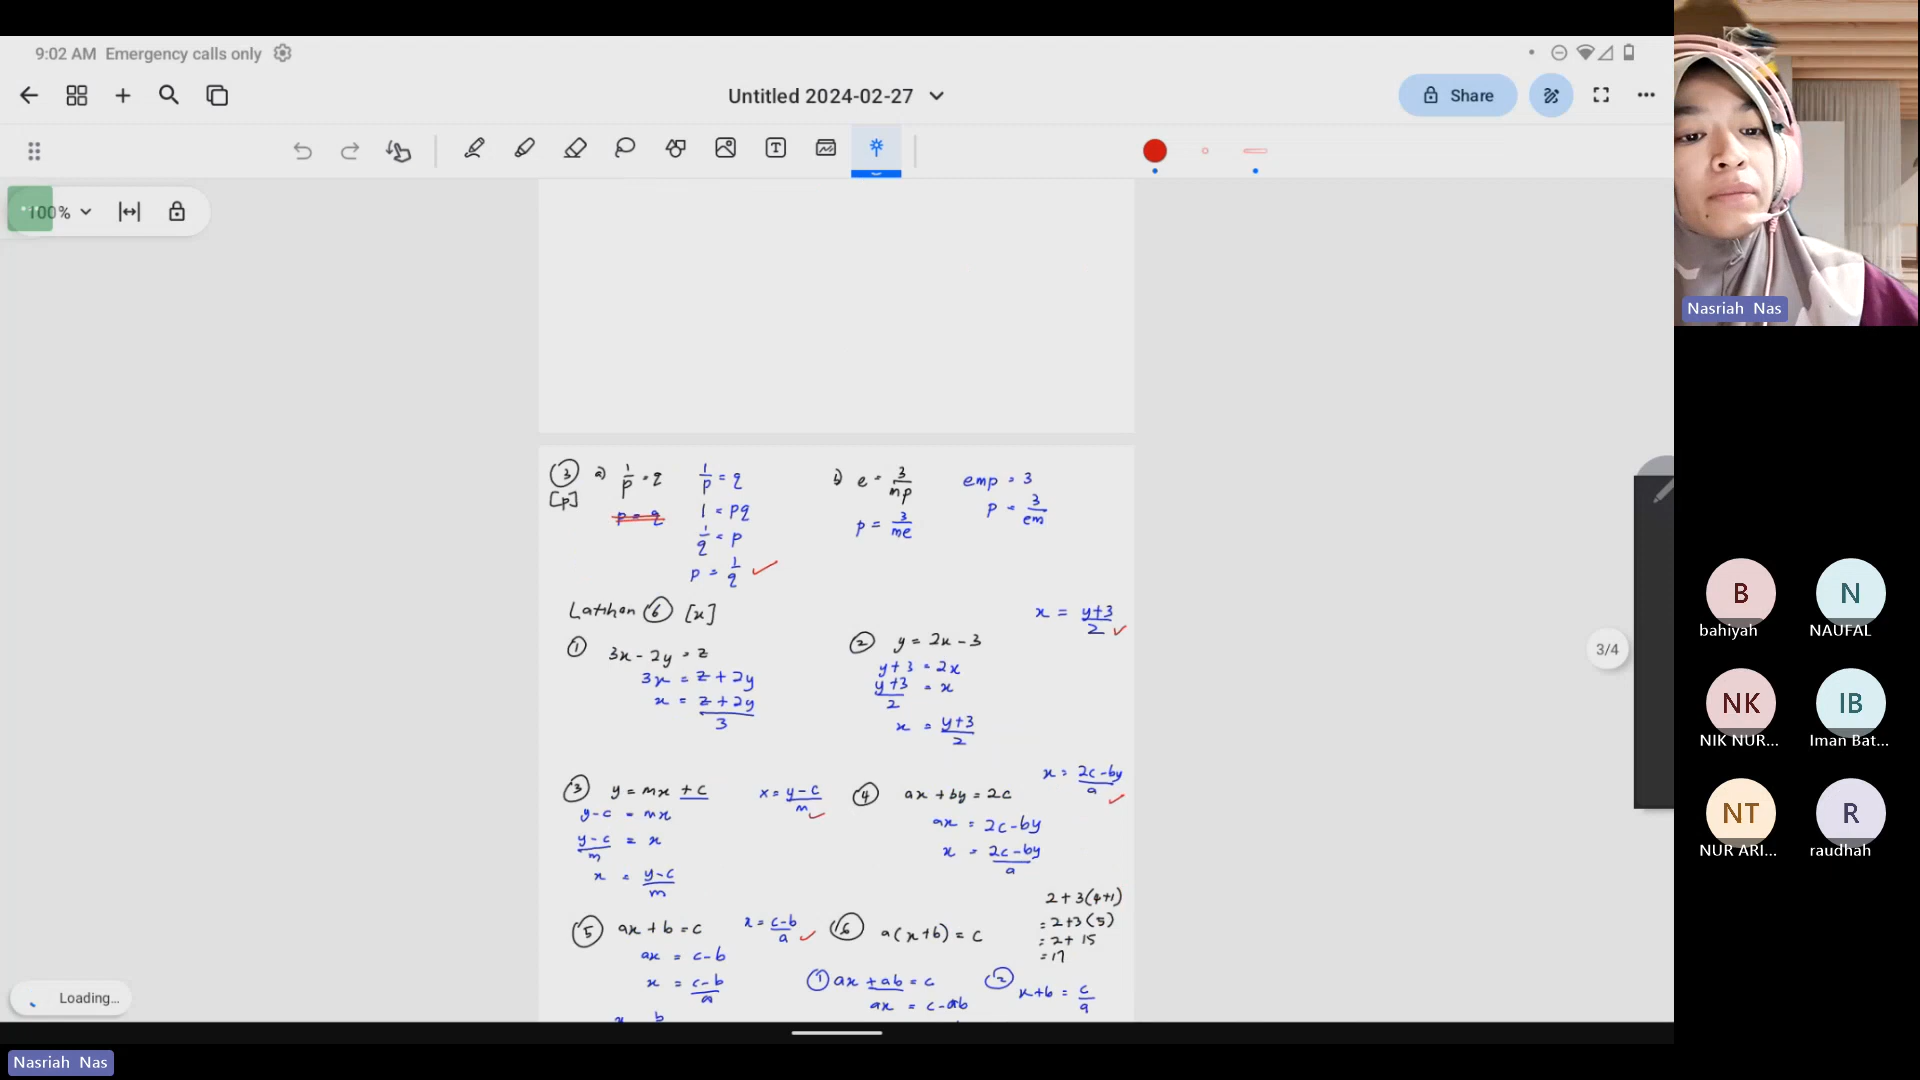 9:02 AM Emergency calls only
Untitled 2024-02-27
Share
100%
3 a) 1/p = q
[p]
p = q
1/p = q
1 = pq
1/q = p
p = 1/q
b) e = 3/mp
p = 3/me
emp = 3
p = 3/em
Latihan 6 [x]
1 3x - 2y = z
3x = z + 2y
x = (z + 2y)/3
2 y = 2x - 3
y + 3 = 2x
(y + 3)/2 = x
x = (y+3)/2
x = (y+3)/2
3 y = mx + c
y - c = mx
(y - c)/m = x
x = (y-c)/m
x = (y-c)/m
4 ax + by = 2c
ax = 2c - by
x = (2c - by)/a
x = (2c-by)/a
5 ax + b = c
ax = c - b
x = (c-b)/a
x = (c-b)/a
6 a(x+b) = c
2 + 3(4+1)
= 2+3(5)
= 2 + 15
= 17
1 ax + ab = c
ax = c - ab
2 x+b = c/a
3/4
Loading...
Nasriah Nas
bahiyah
NAUFAL
NIK NUR...
Iman Bat...
NUR ARI...
raudhah
B
N
NK
IB
NT
R
Nasriah Nas